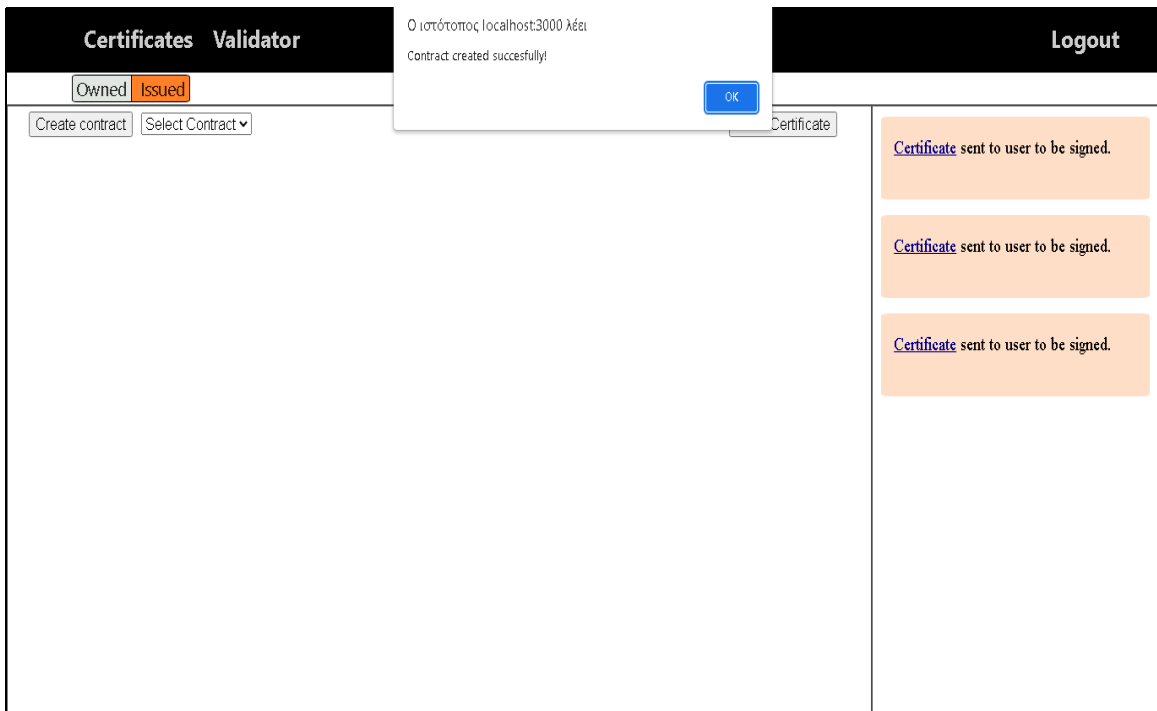 Certificates Validator
Logout
Ο ιστότοπος localhost:3000 λέει
Contract created succesfully!
OK
Owned Issued
Create contract Select Contract Certificate
Certificate sent to user to be signed.
Certificate sent to user to be signed.
Certificate sent to user to be signed.